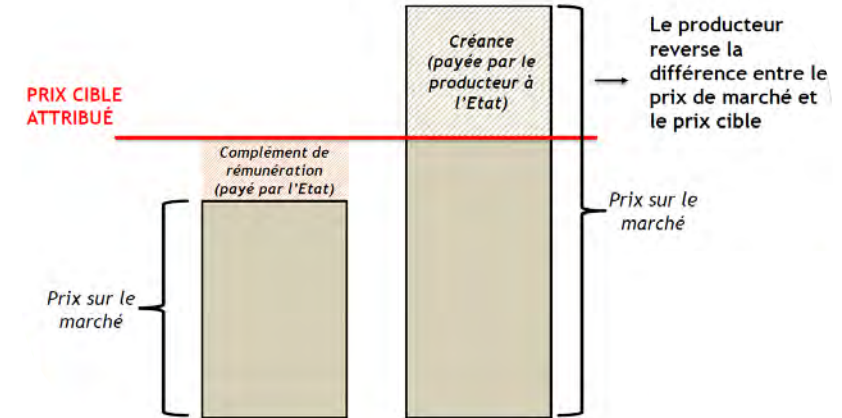 PRIX CIBLE
ATTRIBUÉ
Complément de
rémunération
(payé par l'Etat)
Prix sur le
marché
Créance
(payée par le
producteur à
l'Etat)
Le producteur
reverse la
différence entre le
prix de marché et
le prix cible
Prix sur le
marché